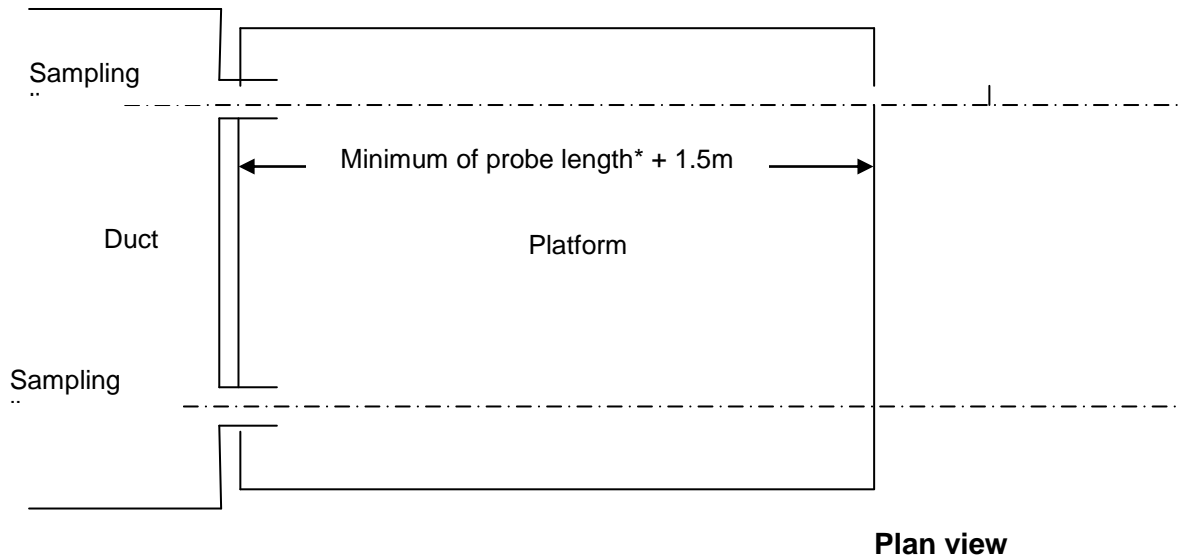 Sampling
Minimum of probe length* + 1.5m
Duct
Platform
Sampling
Plan view